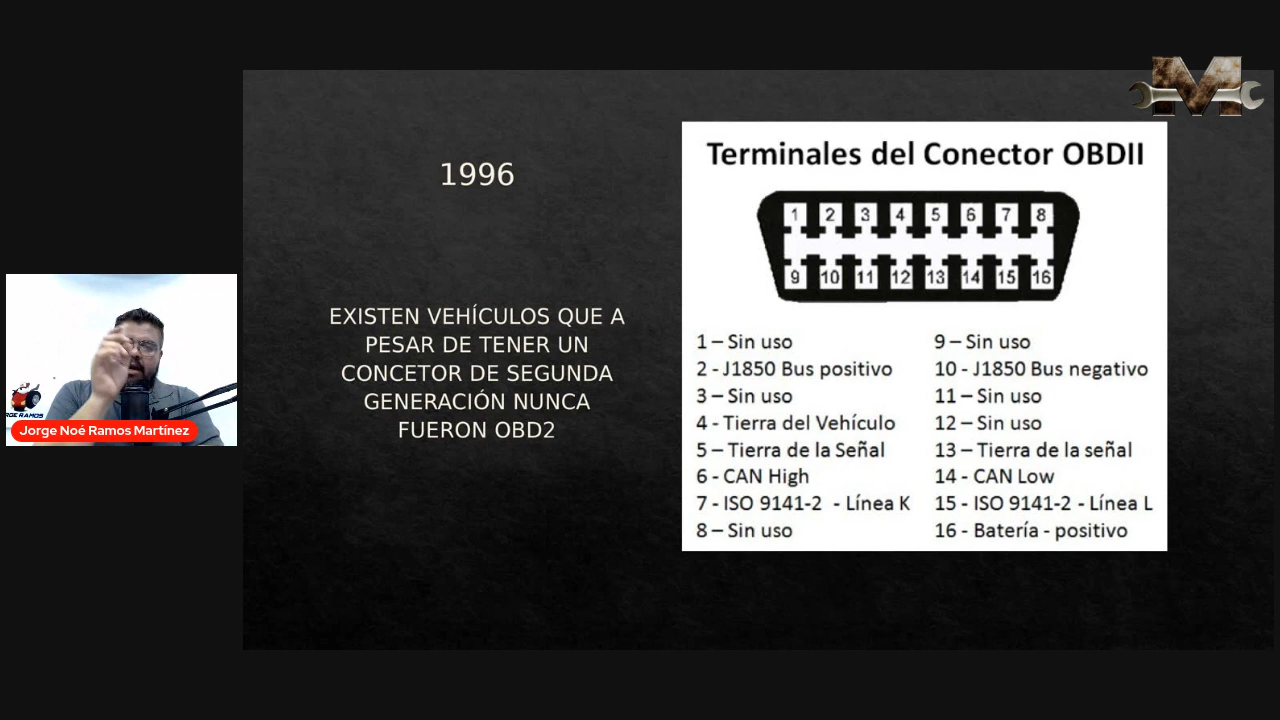 1996
EXISTEN VEHÍCULOS QUE A
PESAR DE TENER UN
CONCETOR DE SEGUNDA
GENERACIÓN NUNCA
FUERON OBD2
Terminales del Conector OBDII
1 2 3 4 5 6 7 8
9 10 11 12 13 14 15 16
1 – Sin uso
2 - J1850 Bus positivo
3 – Sin uso
4 - Tierra del Vehículo
5 – Tierra de la Señal
6 - CAN High
7 - ISO 9141-2 - Línea K
8 – Sin uso
9 – Sin uso
10 - J1850 Bus negativo
11 – Sin uso
12 – Sin uso
13 – Tierra de la señal
14 - CAN Low
15 - ISO 9141-2 - Línea L
16 - Batería - positivo
M
RGE RAMOS
Jorge Noé Ramos Martínez